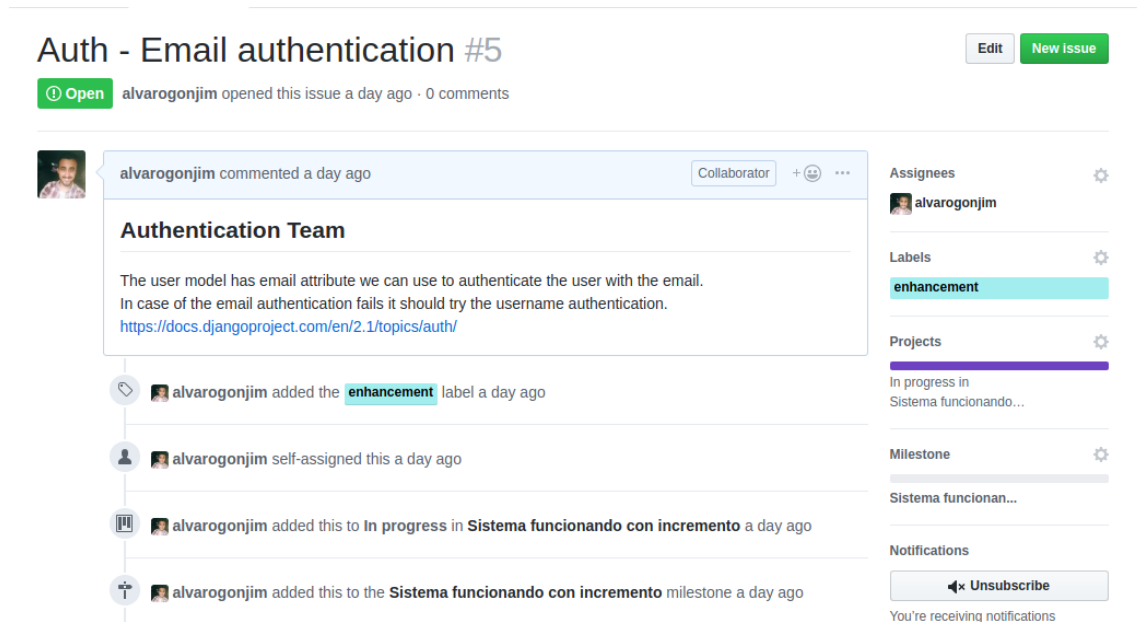 Auth - Email authentication #5
Edit
New issue
Open
alvarogonjim opened this issue a day ago · 0 comments
alvarogonjim commented a day ago
Collaborator
Authentication Team
The user model has email attribute we can use to authenticate the user with the email.
In case of the email authentication fails it should try the username authentication.
https://docs.djangoproject.com/en/2.1/topics/auth/
alvarogonjim added the enhancement label a day ago
alvarogonjim self-assigned this a day ago
alvarogonjim added this to In progress in Sistema funcionando con incremento a day ago
alvarogonjim added this to the Sistema funcionando con incremento milestone a day ago
Assignees
alvarogonjim
Labels
enhancement
Projects
In progress in
Sistema funcionando…
Milestone
Sistema funcionan...
Notifications
Unsubscribe
You're receiving notifications